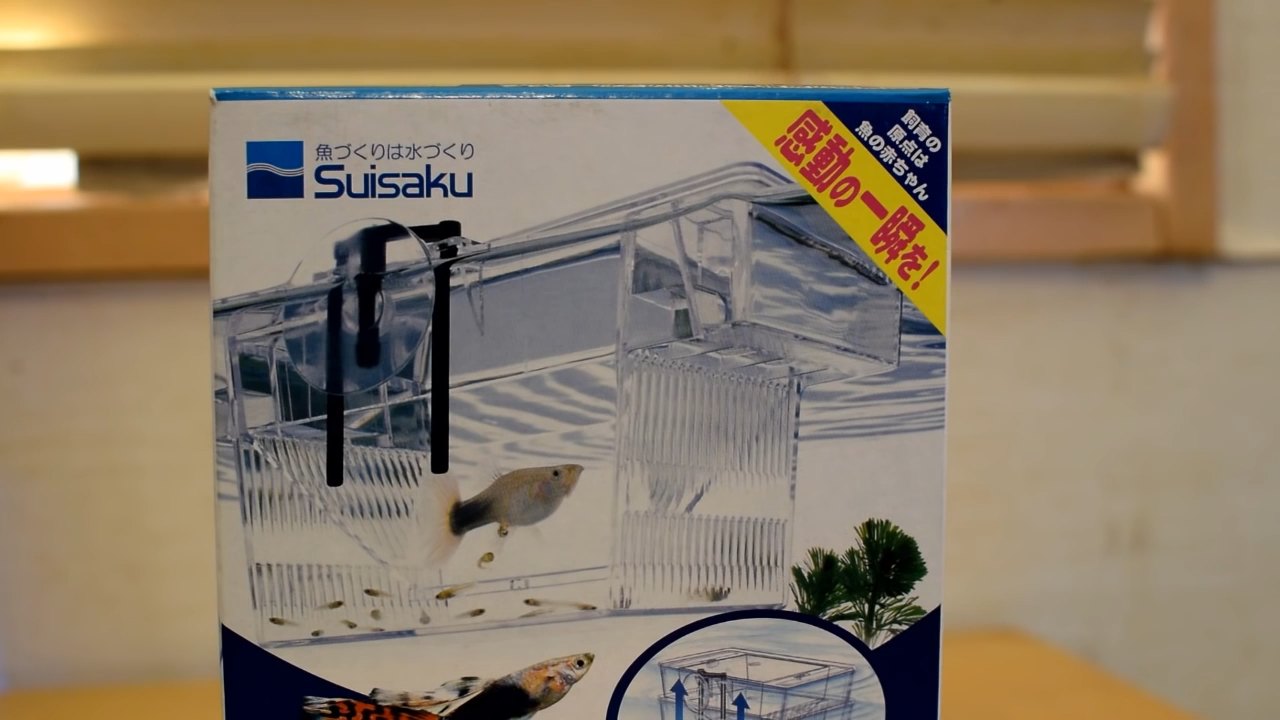 魚づくりは水づくり
Suisaku
飼育の
原点は
魚の赤ちゃん
感動の一瞬を!